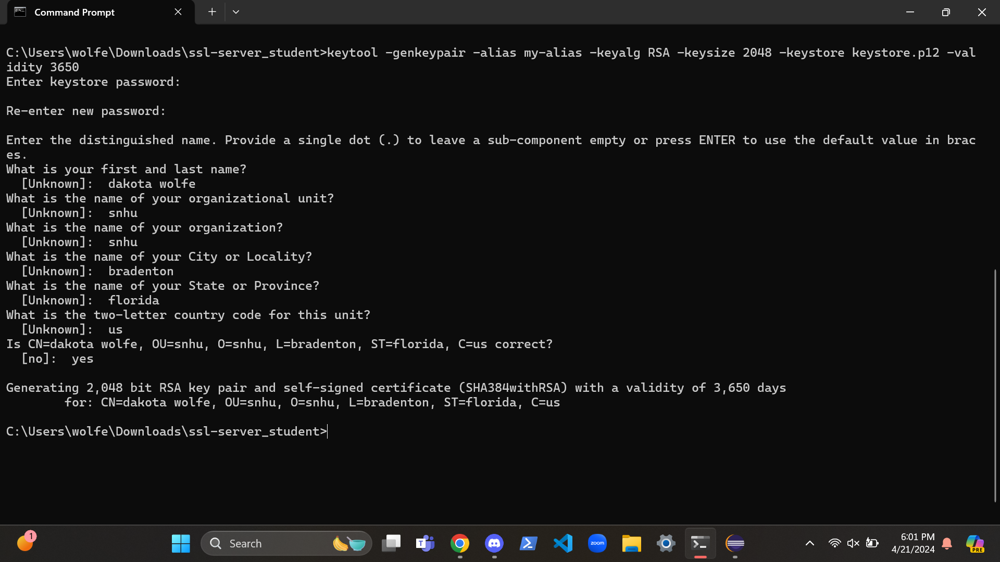 Command Prompt
C:\Users\wolfe\Downloads\ssl-server_student>keytool -genkeypair -alias my-alias -keyalg RSA -keysize 2048 -keystore keystore.p12 -val
idity 3650
Enter keystore password:
Re-enter new password:
Enter the distinguished name. Provide a single dot (.) to leave a sub-component empty or press ENTER to use the default value in brac
es.
What is your first and last name?
  [Unknown]:  dakota wolfe
What is the name of your organizational unit?
  [Unknown]:  snhu
What is the name of your organization?
  [Unknown]:  snhu
What is the name of your City or Locality?
  [Unknown]:  bradenton
What is the name of your State or Province?
  [Unknown]:  florida
What is the two-letter country code for this unit?
  [Unknown]:  us
Is CN=dakota wolfe, OU=snhu, O=snhu, L=bradenton, ST=florida, C=us correct?
  [no]:  yes
Generating 2,048 bit RSA key pair and self-signed certificate (SHA384withRSA) with a validity of 3,650 days
        for: CN=dakota wolfe, OU=snhu, O=snhu, L=bradenton, ST=florida, C=us
C:\Users\wolfe\Downloads\ssl-server_student>
1
Search
T
zoom
6:01 PM
4/21/2024
PRE